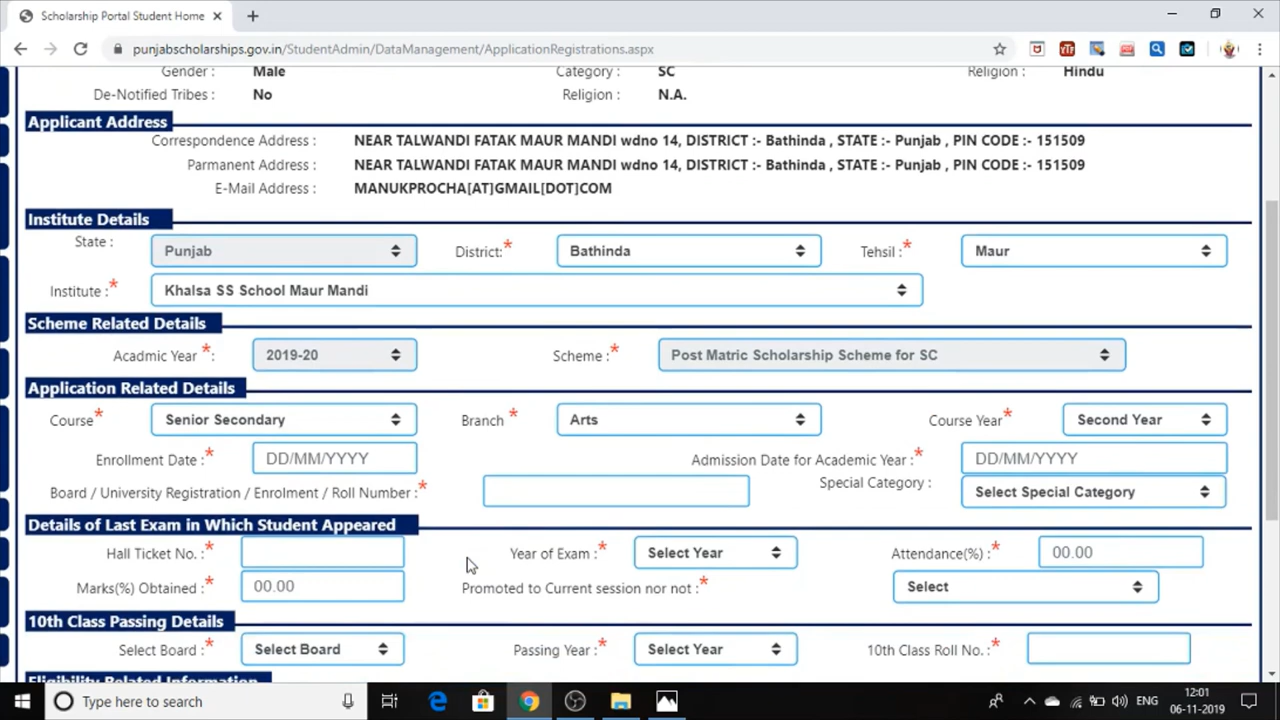 Scholarship Portal Student Home
punjabscholarships.gov.in/StudentAdmin/DataManagement/ApplicationRegistrations.aspx
Gender : Male Category : SC Religion : Hindu
De-Notified Tribes : No Religion : N.A.
Applicant Address
Correspondence Address : NEAR TALWANDI FATAK MAUR MANDI wdno 14, DISTRICT :- Bathinda , STATE :- Punjab , PIN CODE :- 151509
Parmanent Address : NEAR TALWANDI FATAK MAUR MANDI wdno 14, DISTRICT :- Bathinda , STATE :- Punjab , PIN CODE :- 151509
E-Mail Address : MANUKPROCHA[AT]GMAIL[DOT]COM
Institute Details
State : Punjab District:* Bathinda Tehsil :* Maur
Institute :* Khalsa SS School Maur Mandi
Scheme Related Details
Acadmic Year *: 2019-20 Scheme :* Post Matric Scholarship Scheme for SC
Application Related Details
Course* Senior Secondary Branch * Arts Course Year* Second Year
Enrollment Date :* DD/MM/YYYY Admission Date for Academic Year :* DD/MM/YYYY
Board / University Registration / Enrolment / Roll Number :* Special Category : Select Special Category
Details of Last Exam in Which Student Appeared
Hall Ticket No. :* Year of Exam :* Select Year Attendance(%) :* 00.00
Marks(%) Obtained :* 00.00 Promoted to Current session nor not :* Select
10th Class Passing Details
Select Board :* Select Board Passing Year :* Select Year 10th Class Roll No. :*
Eligibility Related Information
Type here to search ENG 12:01
06-11-2019